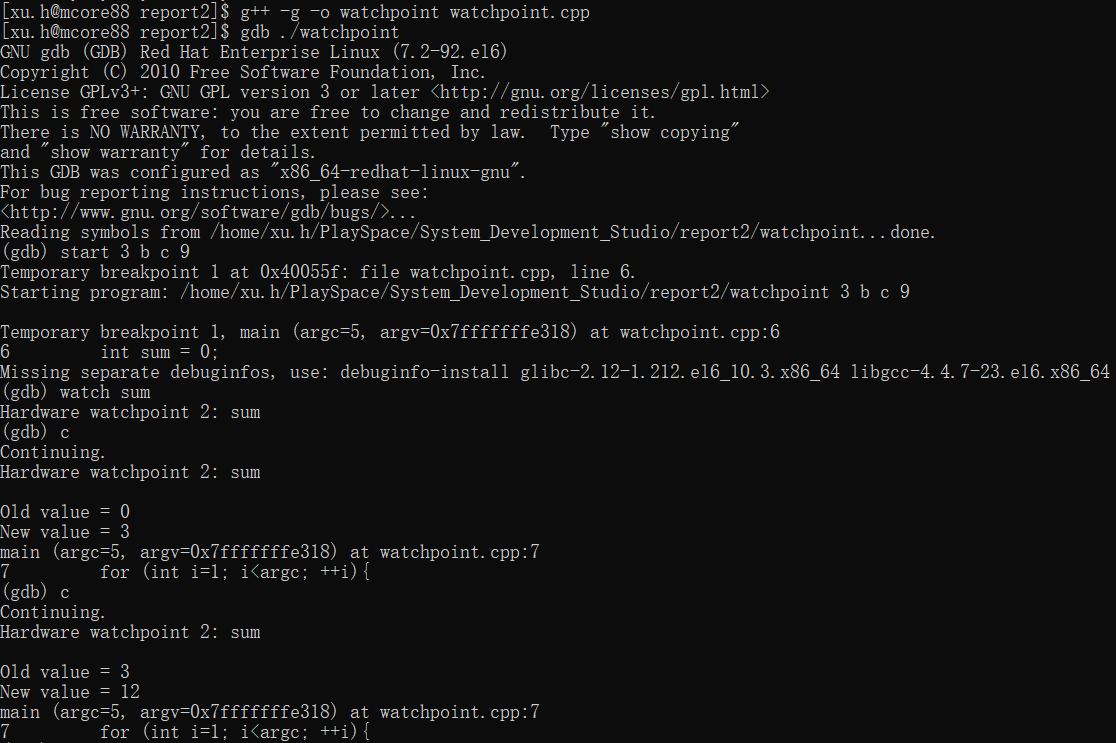 [xu.h@mcore88 report2]$ g++ -g -o watchpoint watchpoint.cpp
[xu.h@mcore88 report2]$ gdb ./watchpoint
GNU gdb (GDB) Red Hat Enterprise Linux (7.2-92.el6)
Copyright (C) 2010 Free Software Foundation, Inc.
License GPLv3+: GNU GPL version 3 or later <http://gnu.org/licenses/gpl.html>
This is free software: you are free to change and redistribute it.
There is NO WARRANTY, to the extent permitted by law.  Type "show copying"
and "show warranty" for details.
This GDB was configured as "x86_64-redhat-linux-gnu".
For bug reporting instructions, please see:
<http://www.gnu.org/software/gdb/bugs/>...
Reading symbols from /home/xu.h/PlaySpace/System_Development_Studio/report2/watchpoint...done.
(gdb) start 3 b c 9
Temporary breakpoint 1 at 0x40055f: file watchpoint.cpp, line 6.
Starting program: /home/xu.h/PlaySpace/System_Development_Studio/report2/watchpoint 3 b c 9

Temporary breakpoint 1, main (argc=5, argv=0x7fffffffe318) at watchpoint.cpp:6
6         int sum = 0;
Missing separate debuginfos, use: debuginfo-install glibc-2.12-1.212.el6_10.3.x86_64 libgcc-4.4.7-23.el6.x86_64
(gdb) watch sum
Hardware watchpoint 2: sum
(gdb) c
Continuing.
Hardware watchpoint 2: sum

Old value = 0
New value = 3
main (argc=5, argv=0x7fffffffe318) at watchpoint.cpp:7
7         for (int i=1; i<argc; ++i){
(gdb) c
Continuing.
Hardware watchpoint 2: sum

Old value = 3
New value = 12
main (argc=5, argv=0x7fffffffe318) at watchpoint.cpp:7
7         for (int i=1; i<argc; ++i){